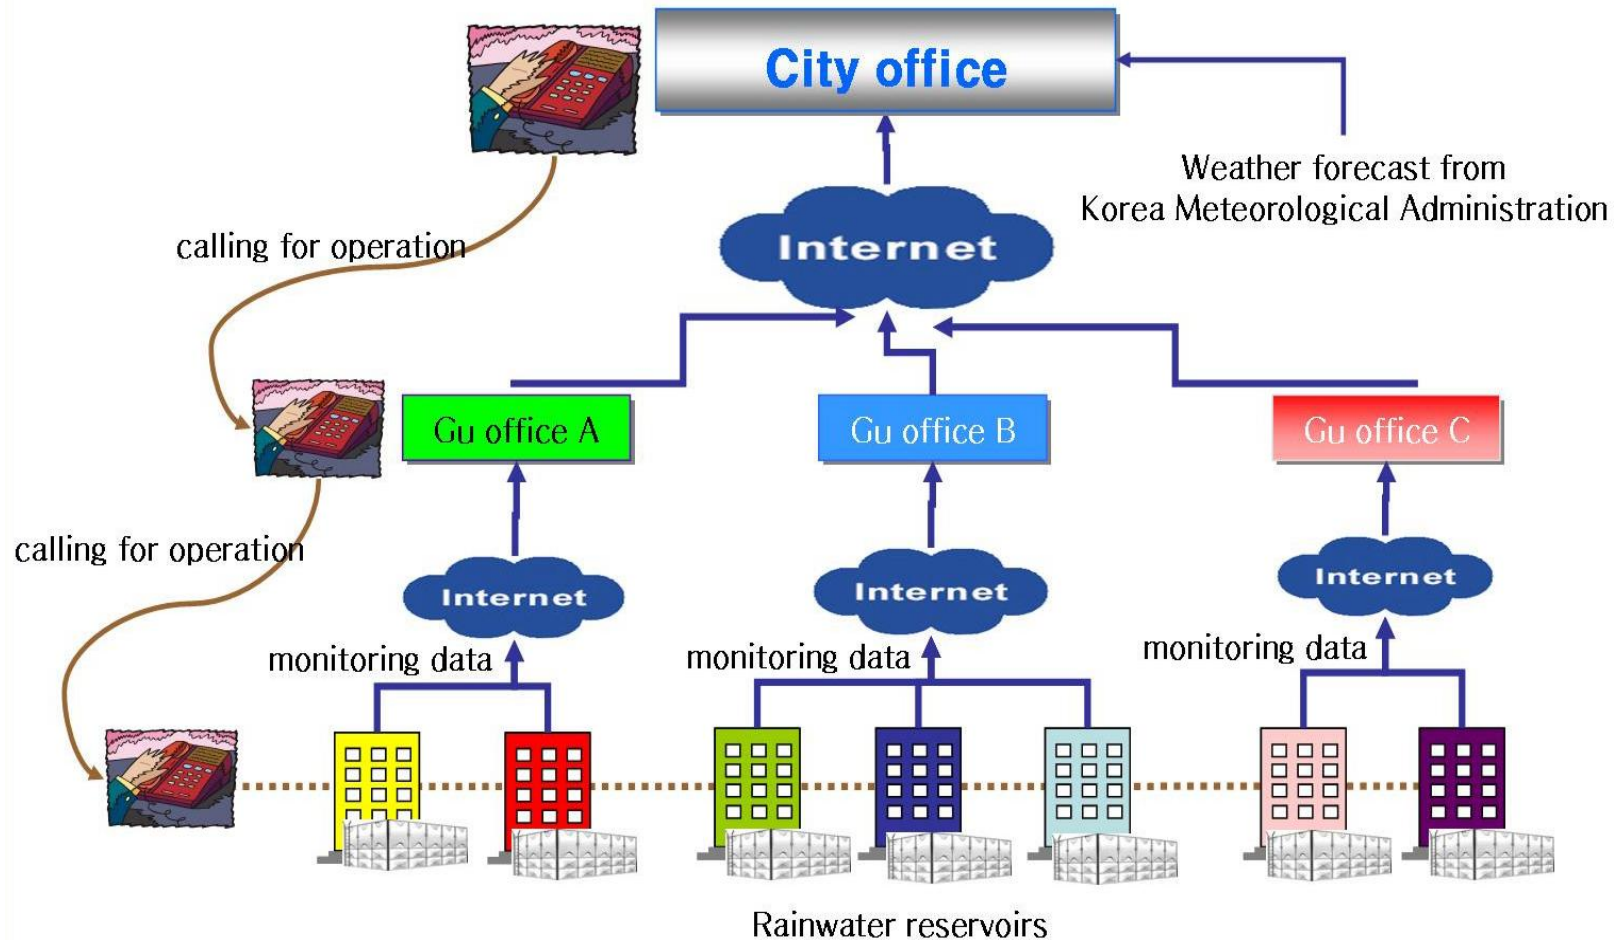 City office
Weather forecast from
Korea Meteorological Administration
Internet
calling for operation
Gu office A
Gu office B
Gu office C
calling for operation
Internet
Internet
Internet
monitoring data
monitoring data
monitoring data
Rainwater reservoirs